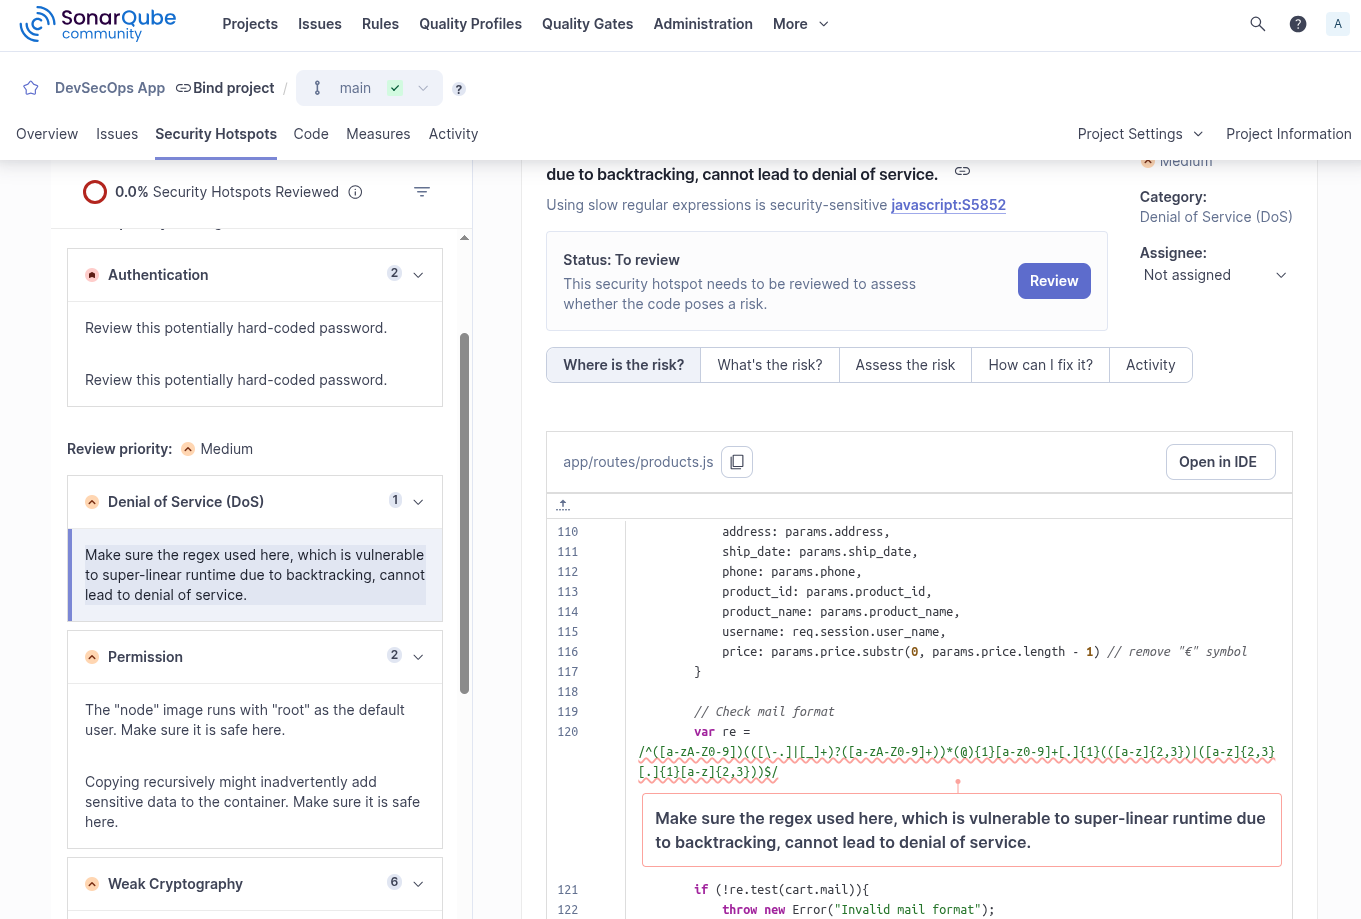 SonarQube
community
Projects Issues Rules Quality Profiles Quality Gates Administration More
? A
DevSecOps App Bind project / main ?
Overview Issues Security Hotspots Code Measures Activity Project Settings Project Information
0.0% Security Hotspots Reviewed
Authentication 2
Review this potentially hard-coded password.
Review this potentially hard-coded password.
Review priority: Medium
Denial of Service (DoS) 1
Make sure the regex used here, which is vulnerable
to super-linear runtime due to backtracking, cannot
lead to denial of service.
Permission 2
The "node" image runs with "root" as the default
user. Make sure it is safe here.
Copying recursively might inadvertently add
sensitive data to the container. Make sure it is safe
here.
Weak Cryptography 6
due to backtracking, cannot lead to denial of service.
Using slow regular expressions is security-sensitive javascript:S5852
Medium
Category:
Denial of Service (DoS)
Assignee:
Not assigned
Status: To review
This security hotspot needs to be reviewed to assess
whether the code poses a risk.
Review
Where is the risk? What's the risk? Assess the risk How can I fix it? Activity
app/routes/products.js Open in IDE
110 address: params.address,
111 ship_date: params.ship_date,
112 phone: params.phone,
113 product_id: params.product_id,
114 product_name: params.product_name,
115 username: req.session.user_name,
116 price: params.price.substr(0, params.price.length - 1) // remove "€" symbol
117 }
118
119 // Check mail format
120 var re =
/^([a-zA-Z0-9])(([\-.]|[_]+)?([a-zA-Z0-9]+))*(@){1}[a-z0-9]+[.]{1}(([a-z]{2,3})|([a-z]{2,3}
[.]{1}[a-z]{2,3}))$/
Make sure the regex used here, which is vulnerable to super-linear runtime due
to backtracking, cannot lead to denial of service.
121 if (!re.test(cart.mail)){
122 throw new Error("Invalid mail format");